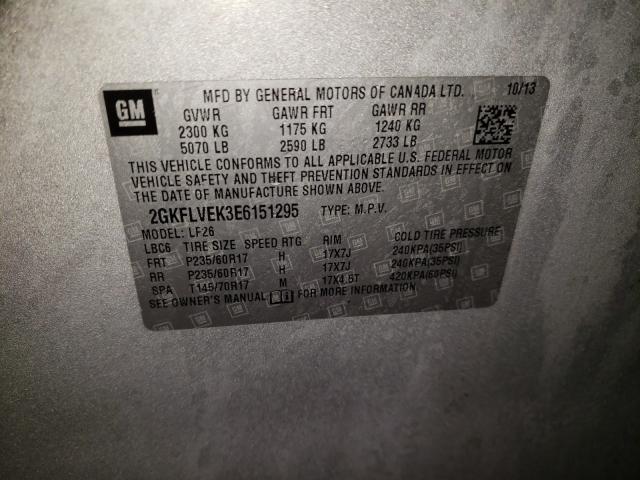 GM
MFD BY GENERAL MOTORS OF CANADA LTD. 10/13
GVWR GAWR FRT GAWR RR
2300 KG 1175 KG 1240 KG
5070 LB 2590 LB 2733 LB
THIS VEHICLE CONFORMS TO ALL APPLICABLE U.S. FEDERAL MOTOR
VEHICLE SAFETY AND THEFT PREVENTION STANDARDS IN EFFECT ON
THE DATE OF MANUFACTURE SHOWN ABOVE.
2GKFLVEK3E6151295 TYPE: M.P.V.
MODEL: LF26
LBC6 TIRE SIZE SPEED RTG COLD TIRE PRESSURE
FRT P235/60R17 H 17X7J 240KPA(35PSI)
RR P235/60R17 H 17X7J 240KPA(35PSI)
SPA T145/70R17 M 17X4.5T 420KPA(60PSI)
SEE OWNER'S MANUAL FOR MORE INFORMATION.